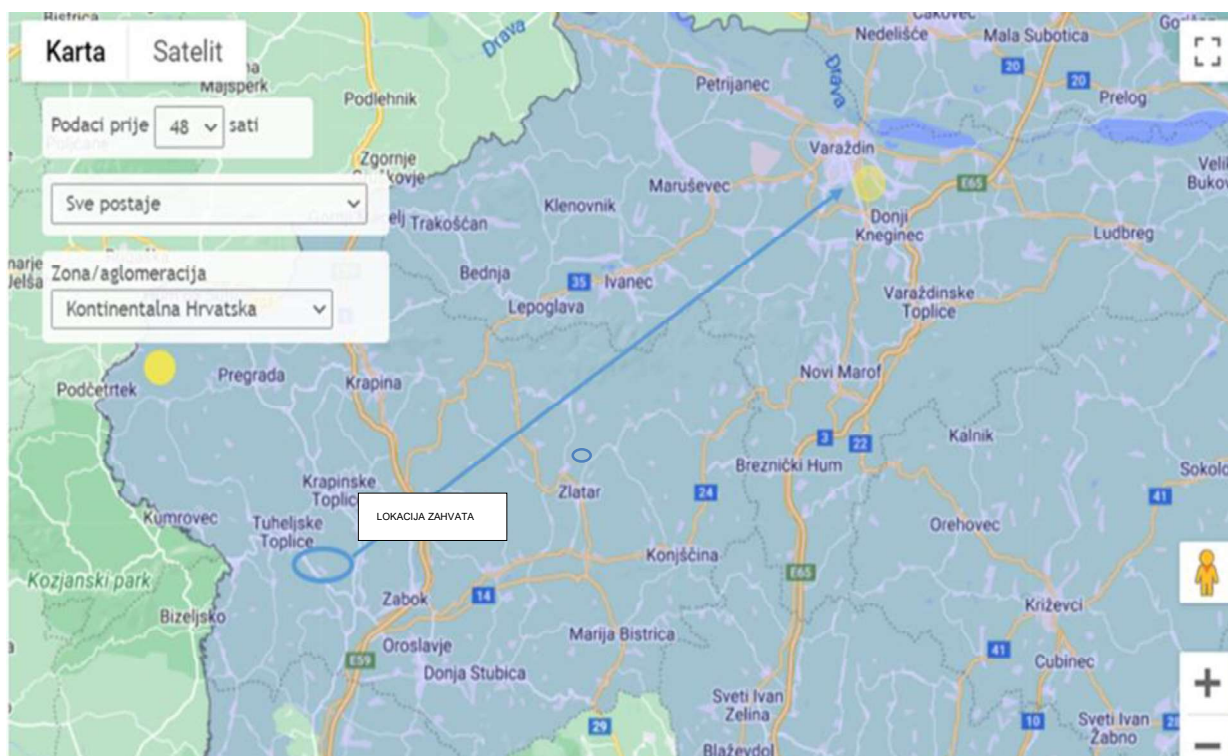 Bistrica
Čakovec
Karta
Satelit
Drava
Nedelišće
Mala Subotica
Majsperk
Podlehnik
Petrijanec
Drava
20
20
Prelog
Podaci prije 48 sati
Varaždin
Zgornje
Sve postaje
Klenovnik
Maruševec
E65
Trakošćan
Donji
Kneginec
Ludbreg
Zona/aglomeracija
Bednja
35
Ivanec
Kontinentalna Hrvatska
Lepoglava
Varaždinske
Toplice
Podčetrtek
Pregrada
Krapina
Novi Marof
3
22
Kalnik
Krapinske
Toplice
Breznički Hum
Zlatar
24
41
Kumrovec
LOKACIJA ZAHVATA
Tuheljske
Toplice
Orehovec
Konjščina
Kozjanski park
E65
Zabok
14
Križevci
Bizeljsko
Marija Bistrica
Oroslavje
41
E59
Donja Stubica
Cubinec
Sveti Ivan
Zelina
29
10
Sveti Ivan
Žabno
Blaževdol